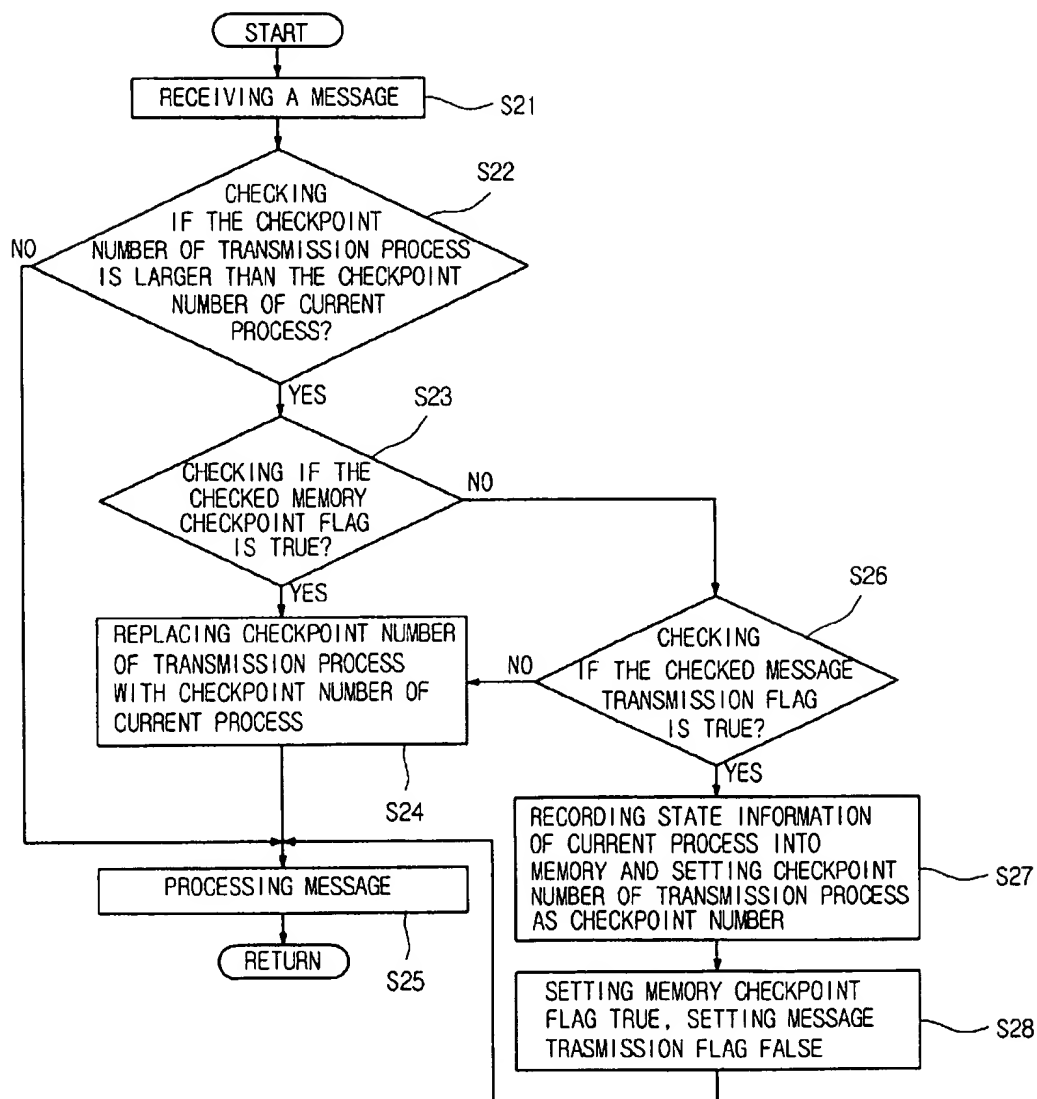 START
RECEIVING A MESSAGE
S21
S22
CHECKING
IF THE CHECKPOINT
NUMBER OF TRANSMISSION PROCESS
IS LARGER THAN THE CHECKPOINT
NUMBER OF CURRENT
PROCESS?
NO
YES
S23
CHECKING IF THE
CHECKED MEMORY
CHECKPOINT FLAG
IS TRUE?
NO
YES
S26
CHECKING
IF THE CHECKED MESSAGE
TRANSMISSION FLAG
IS TRUE?
NO
YES
REPLACING CHECKPOINT NUMBER
OF TRANSMISSION PROCESS
WITH CHECKPOINT NUMBER OF
CURRENT PROCESS
S24
RECORDING STATE INFORMATION
OF CURRENT PROCESS INTO
MEMORY AND SETTING CHECKPOINT
NUMBER OF TRANSMISSION PROCESS
AS CHECKPOINT NUMBER
S27
PROCESSING MESSAGE
S25
RETURN
SETTING MEMORY CHECKPOINT
FLAG TRUE, SETTING MESSAGE
TRASMISSION FLAG FALSE
S28